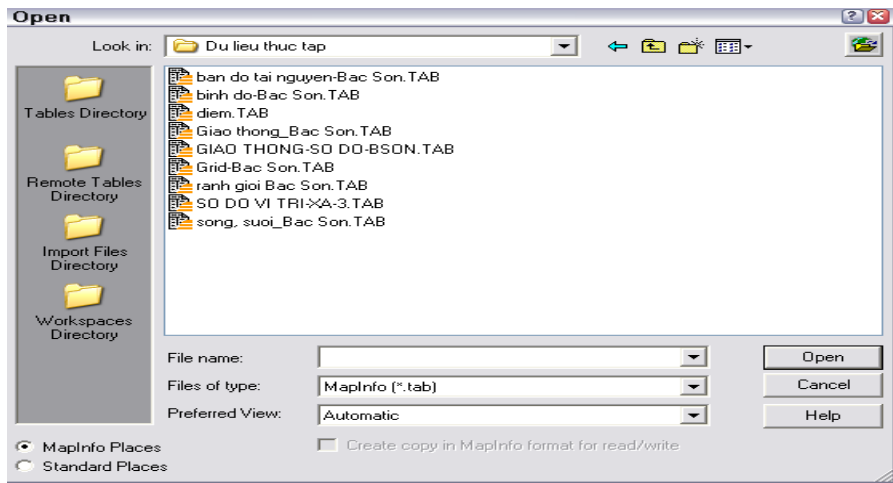 Open
Look in: Du lieu thuc tap
Tables Directory
Remote Tables
Directory
Import Files
Directory
Workspaces
Directory
ban do tai nguyen-Bac Son.TAB
binh do-Bac Son.TAB
diem.TAB
Giao thong_Bac Son.TAB
GIAO THONG-SO DO-BSON.TAB
Grid-Bac Son.TAB
ranh gioi Bac Son.TAB
SO DO VI TRI-XA-3.TAB
song, suoi_Bac Son.TAB
File name:
Open
Files of type: MapInfo (*.tab)
Cancel
Preferred View: Automatic
Help
MapInfo Places
Create copy in MapInfo format for read/write
Standard Places